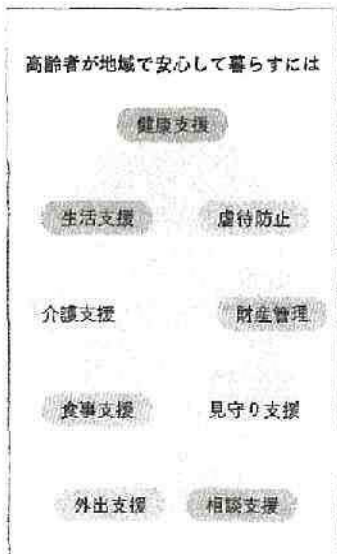 高齢者が地域で安心して暮らすには
健康支援
生活支援 虐待防止
介護支援 財産管理
食事支援 見守り支援
外出支援 相談支援